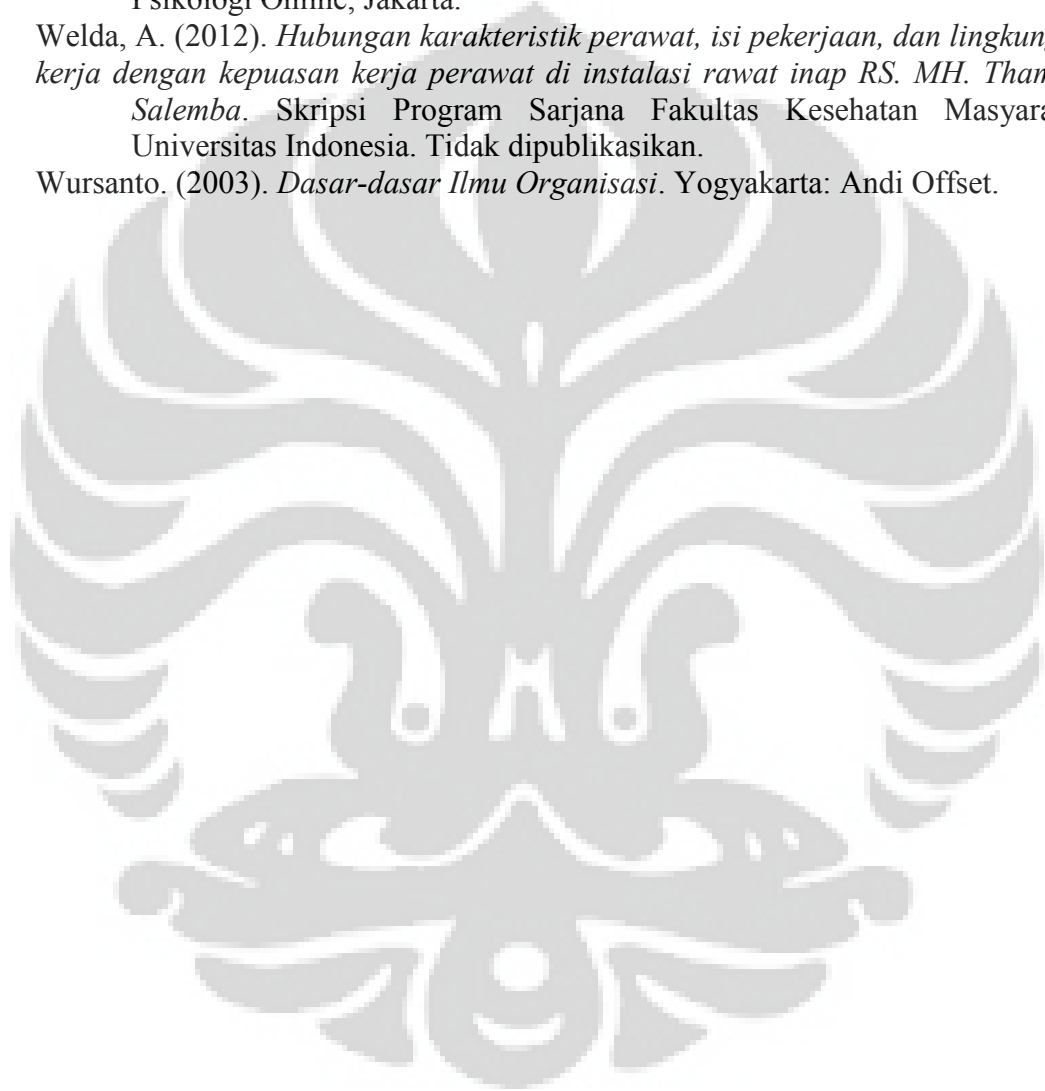 Psikologi Online, Jakarta.
Welda, A. (2012). Hubungan karakteristik perawat, isi pekerjaan, dan lingkung
kerja dengan kepuasan kerja perawat di instalasi rawat inap RS. MH. Tham
Salemba. Skripsi Program Sarjana Fakultas Kesehatan Masyara
Universitas Indonesia. Tidak dipublikasikan.
Wursanto. (2003). Dasar-dasar Ilmu Organisasi. Yogyakarta: Andi Offset.